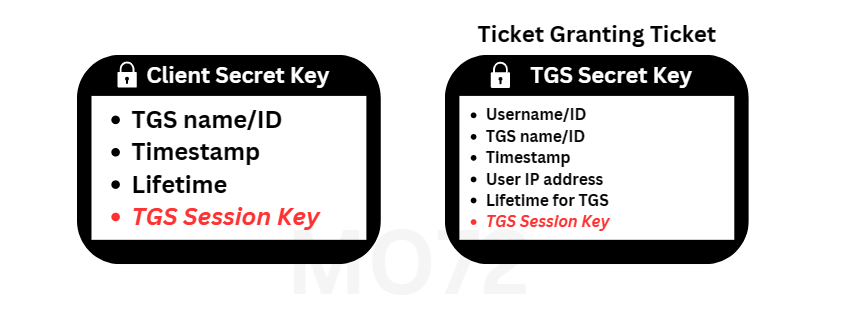 Ticket Granting Ticket
Client Secret Key
• TGS name/ID
• Timestamp
• Lifetime
• TGS Session Key
TGS Secret Key
• Username/ID
• TGS name/ID
• Timestamp
• User IP address
• Lifetime for TGS
• TGS Session Key
MO72